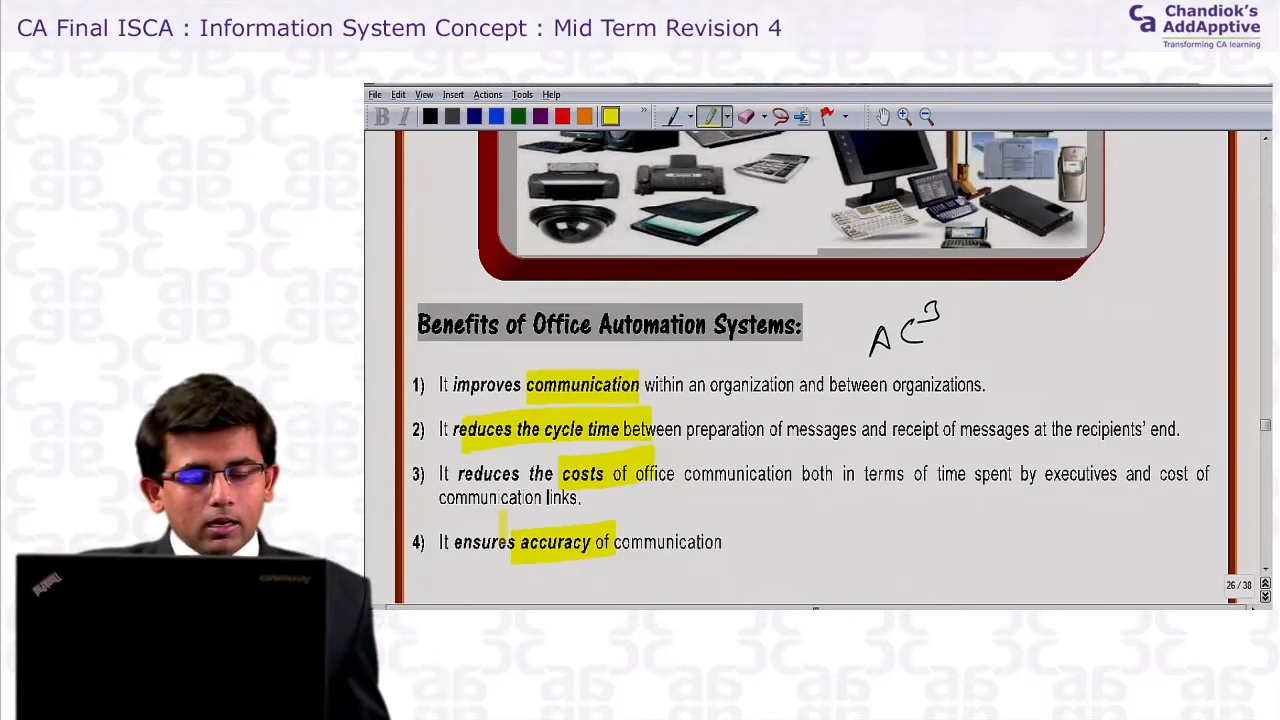 CA Final ISCA : Information System Concept : Mid Term Revision 4
Ca Chandiok's
AddApptive
Transforming CA learning
File Edit View Insert Actions Tools Help
B I
Benefits of Office Automation Systems:
AC3
1) It improves communication within an organization and between organizations.
2) It reduces the cycle time between preparation of messages and receipt of messages at the recipients' end.
3) It reduces the costs of office communication both in terms of time spent by executives and cost of
communication links.
4) It ensures accuracy of communication
26 / 38
ThinkPad